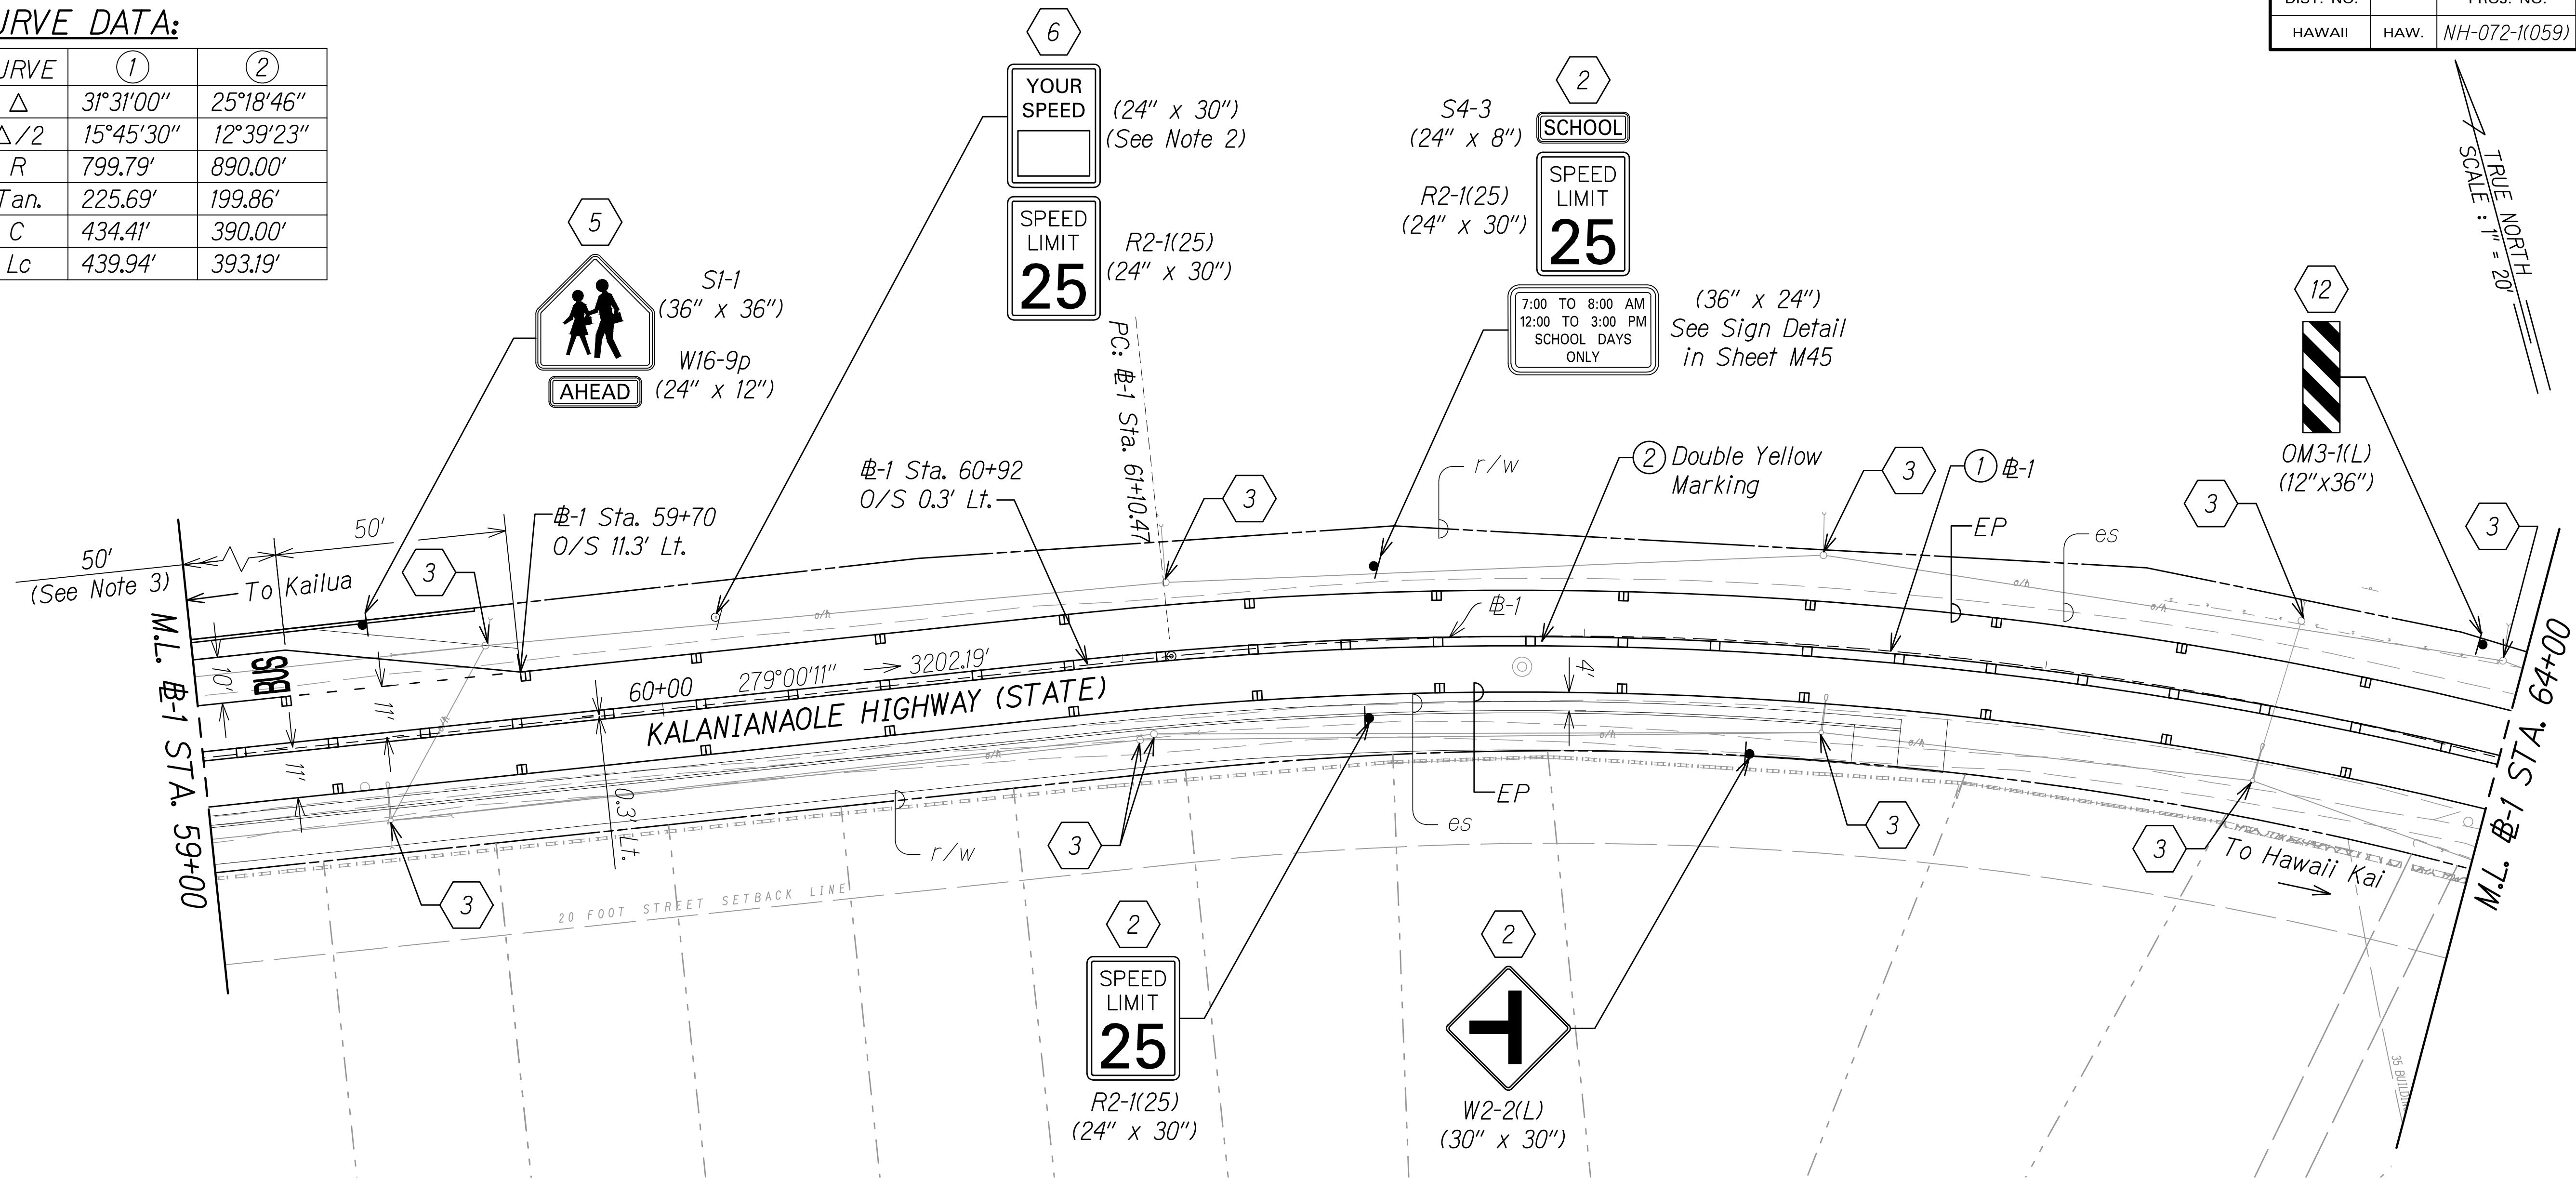 URVE DATA:
URVE 1 2
△ 31°31'00" 25°18'46"
△/2 15°45'30" 12°39'23"
R 799.79' 890.00'
Tan. 225.69' 199.86'
C 434.41' 390.00'
Lc 439.94' 393.19'
DIST. NO. PROJ. NO.
HAWAII HAW. NH-072-1(059)
TRUE NORTH
SCALE : 1" = 20'
6
YOUR
SPEED
(24" x 30")
(See Note 2)
SPEED
LIMIT
25
R2-1(25)
(24" x 30")
2
S4-3
(24" x 8")
SCHOOL
R2-1(25)
(24" x 30")
SPEED
LIMIT
25
7:00 TO 8:00 AM
12:00 TO 3:00 PM
SCHOOL DAYS
ONLY
(36" x 24")
See Sign Detail
in Sheet M45
5
S1-1
(36" x 36")
AHEAD
W16-9p
(24" x 12")
12
OM3-1(L)
(12"x36")
PC: ℄-1 Sta. 61+10.47
℄-1 Sta. 60+92
O/S 0.3' Lt.
℄-1 Sta. 59+70
O/S 11.3' Lt.
50'
50'
(See Note 3)
To Kailua
3
3
r/w
2 Double Yellow
Marking
3
1 ℄-1
EP
3
es
3
℄-1
M.L. ℄-1 STA. 59+00
M.L. ℄-1 STA. 64+00
10'
BUS
11'
11'
60+00
279°00'11" 3202.19'
KALANIANAOLE HIGHWAY (STATE)
0.3' Lt.
4'
o/h
o/h
o/h
o/h
o/h
o/h
o/h
EP
es
r/w
3
3
3
3
To Hawaii Kai
20 FOOT STREET SETBACK LINE
2
SPEED
LIMIT
25
R2-1(25)
(24" x 30")
2
W2-2(L)
(30" x 30")